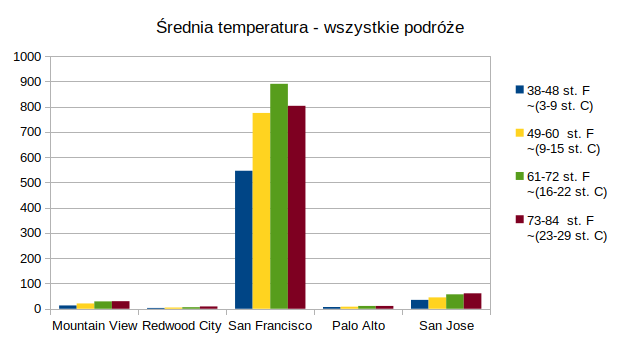 Średnia temperatura - wszystkie podróże
1000
900
800
700
600
500
400
300
200
100
0
Mountain View Redwood City San Francisco Palo Alto San Jose
38-48 st. F
~(3-9 st. C)
49-60 st. F
~(9-15 st. C)
61-72 st. F
~(16-22 st. C)
73-84 st. F
~(23-29 st. C)